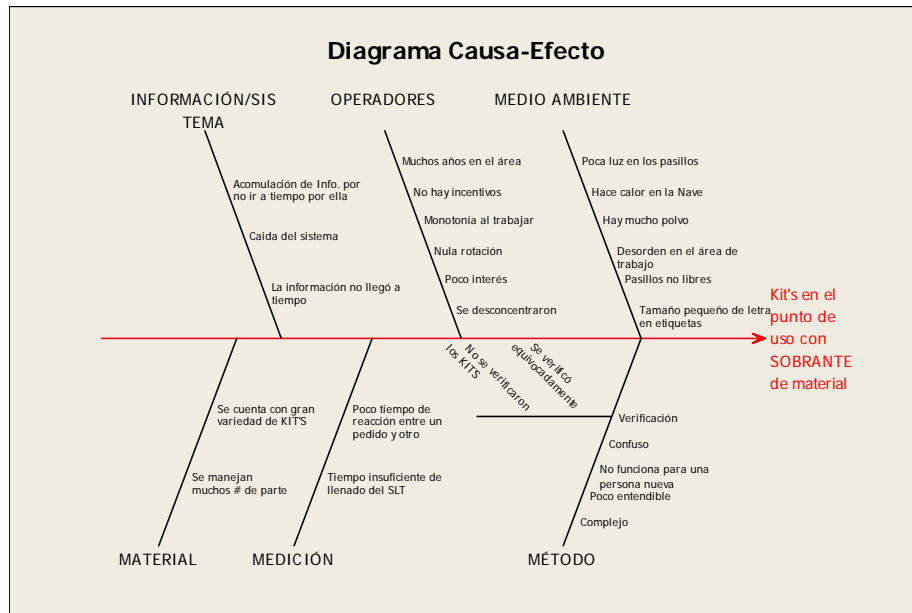 Diagrama Causa-Efecto
INFORMACIÓN/SIS
TEMA
OPERADORES
MEDIO AMBIENTE
Acomulación de Info. por
no ir a tiempo por ella
Caida del sistema
La información no llegó a
tiempo
Muchos años en el área
No hay incentivos
Monotonía al trabajar
Nula rotación
Poco interés
Se desconcentraron
Poca luz en los pasillos
Hace calor en la Nave
Hay mucho polvo
Desorden en el área de
trabajo
Pasillos no libres
Tamaño pequeño de letra
en etiquetas
Kit's en el
punto de
uso con
SOBRANTE
de material
Se cuenta con gran
variedad de KIT'S
Se manejan
muchos # de parte
Poco tiempo de
reacción entre un
pedido y otro
Tiempo insuficiente de
llenado del SLT
No se verificaron
los KITS
Se verificó
equivocadamente
Verificación
Confuso
No funciona para una
persona nueva
Poco entendible
Complejo
MATERIAL
MEDICIÓN
MÉTODO